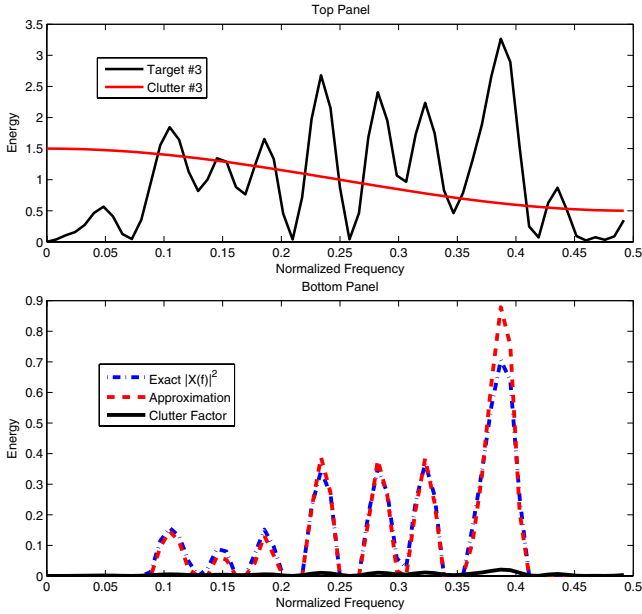 Top Panel
3.5
3
2.5
2
1.5
1
0.5
0
Energy
Target #3
Clutter #3
0 0.05 0.1 0.15 0.2 0.25 0.3 0.35 0.4 0.45 0.5
Normalized Frequency
Bottom Panel
0.9
0.8
0.7
0.6
0.5
0.4
0.3
0.2
0.1
0
Energy
Exact |X(f)|²
Approximation
Clutter Factor
0 0.05 0.1 0.15 0.2 0.25 0.3 0.35 0.4 0.45 0.5
Normalized Frequency